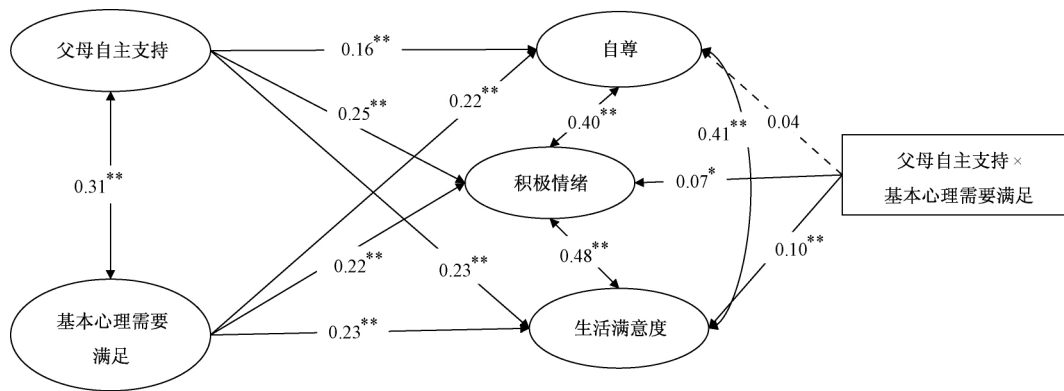 父母自主支持
0.16**
自尊
0.22**
0.25**
0.40**
0.41**
0.04
0.31**
积极情绪
0.07*
父母自主支持×
基本心理需要满足
0.22**
0.23**
0.48**
0.10**
基本心理需要
满足
0.23**
生活满意度